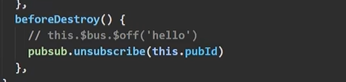 },
beforeDestroy() {
// this.$bus.$off('hello')
pubsub.unsubscribe(this.pubId)
},